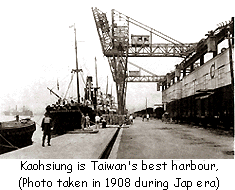 Kaohsiung is Taiwan's best harbour,
(Photo taken in 1908 during Jap era)